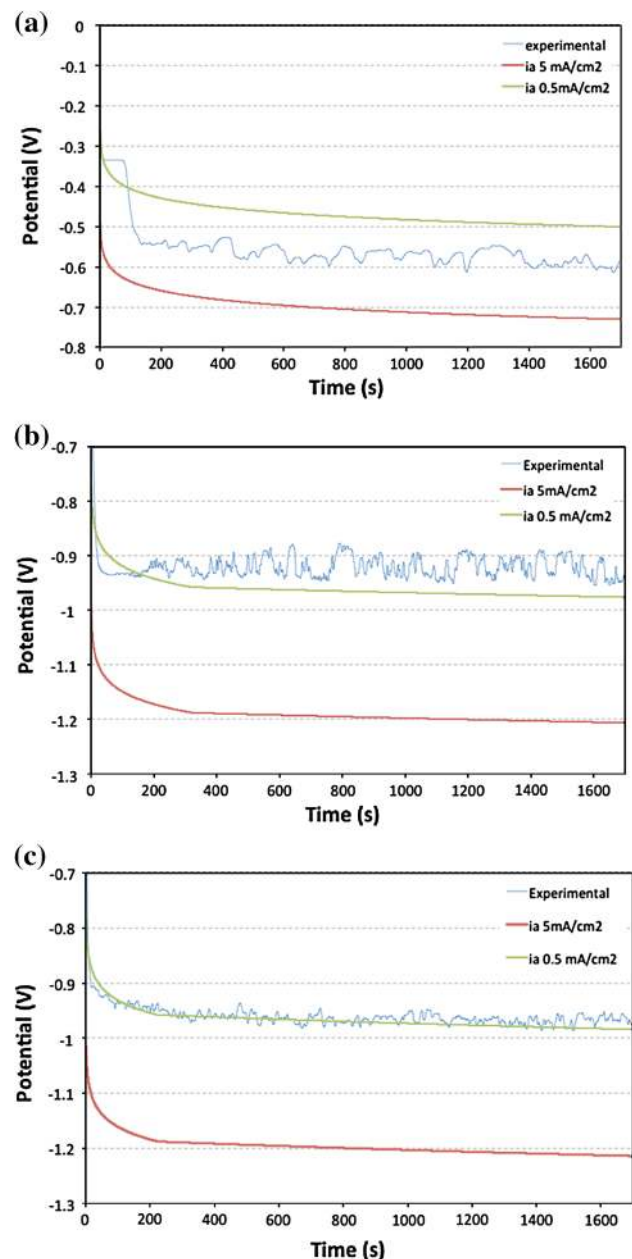 (a)
0
-0.1
-0.2
-0.3
-0.4
-0.5
-0.6
-0.7
-0.8
Potential (V)
experimental
ia 5 mA/cm2
ia 0.5mA/cm2
0 200 400 600 800 1000 1200 1400 1600
Time (s)
(b)
-0.7
-0.8
-0.9
-1
-1.1
-1.2
-1.3
Potential (V)
Experimental
ia 5mA/cm2
ia 0.5 mA/cm2
0 200 400 600 800 1000 1200 1400 1600
Time (s)
(c)
-0.7
-0.8
-0.9
-1
-1.1
-1.2
-1.3
Potential (V)
Experimental
ia 5mA/cm2
ia 0.5 mA/cm2
0 200 400 600 800 1000 1200 1400 1600
Time (s)